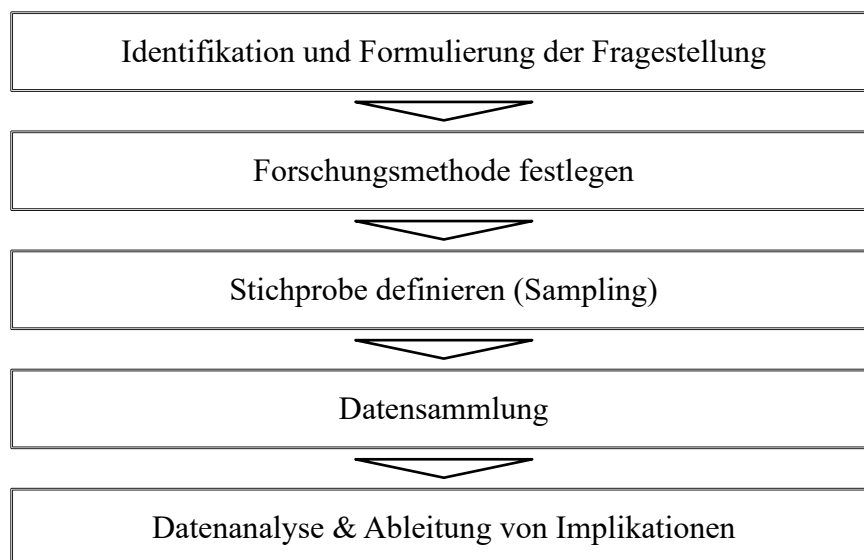 Identifikation und Formulierung der Fragestellung
Forschungsmethode festlegen
Stichprobe definieren (Sampling)
Datensammlung
Datenanalyse & Ableitung von Implikationen